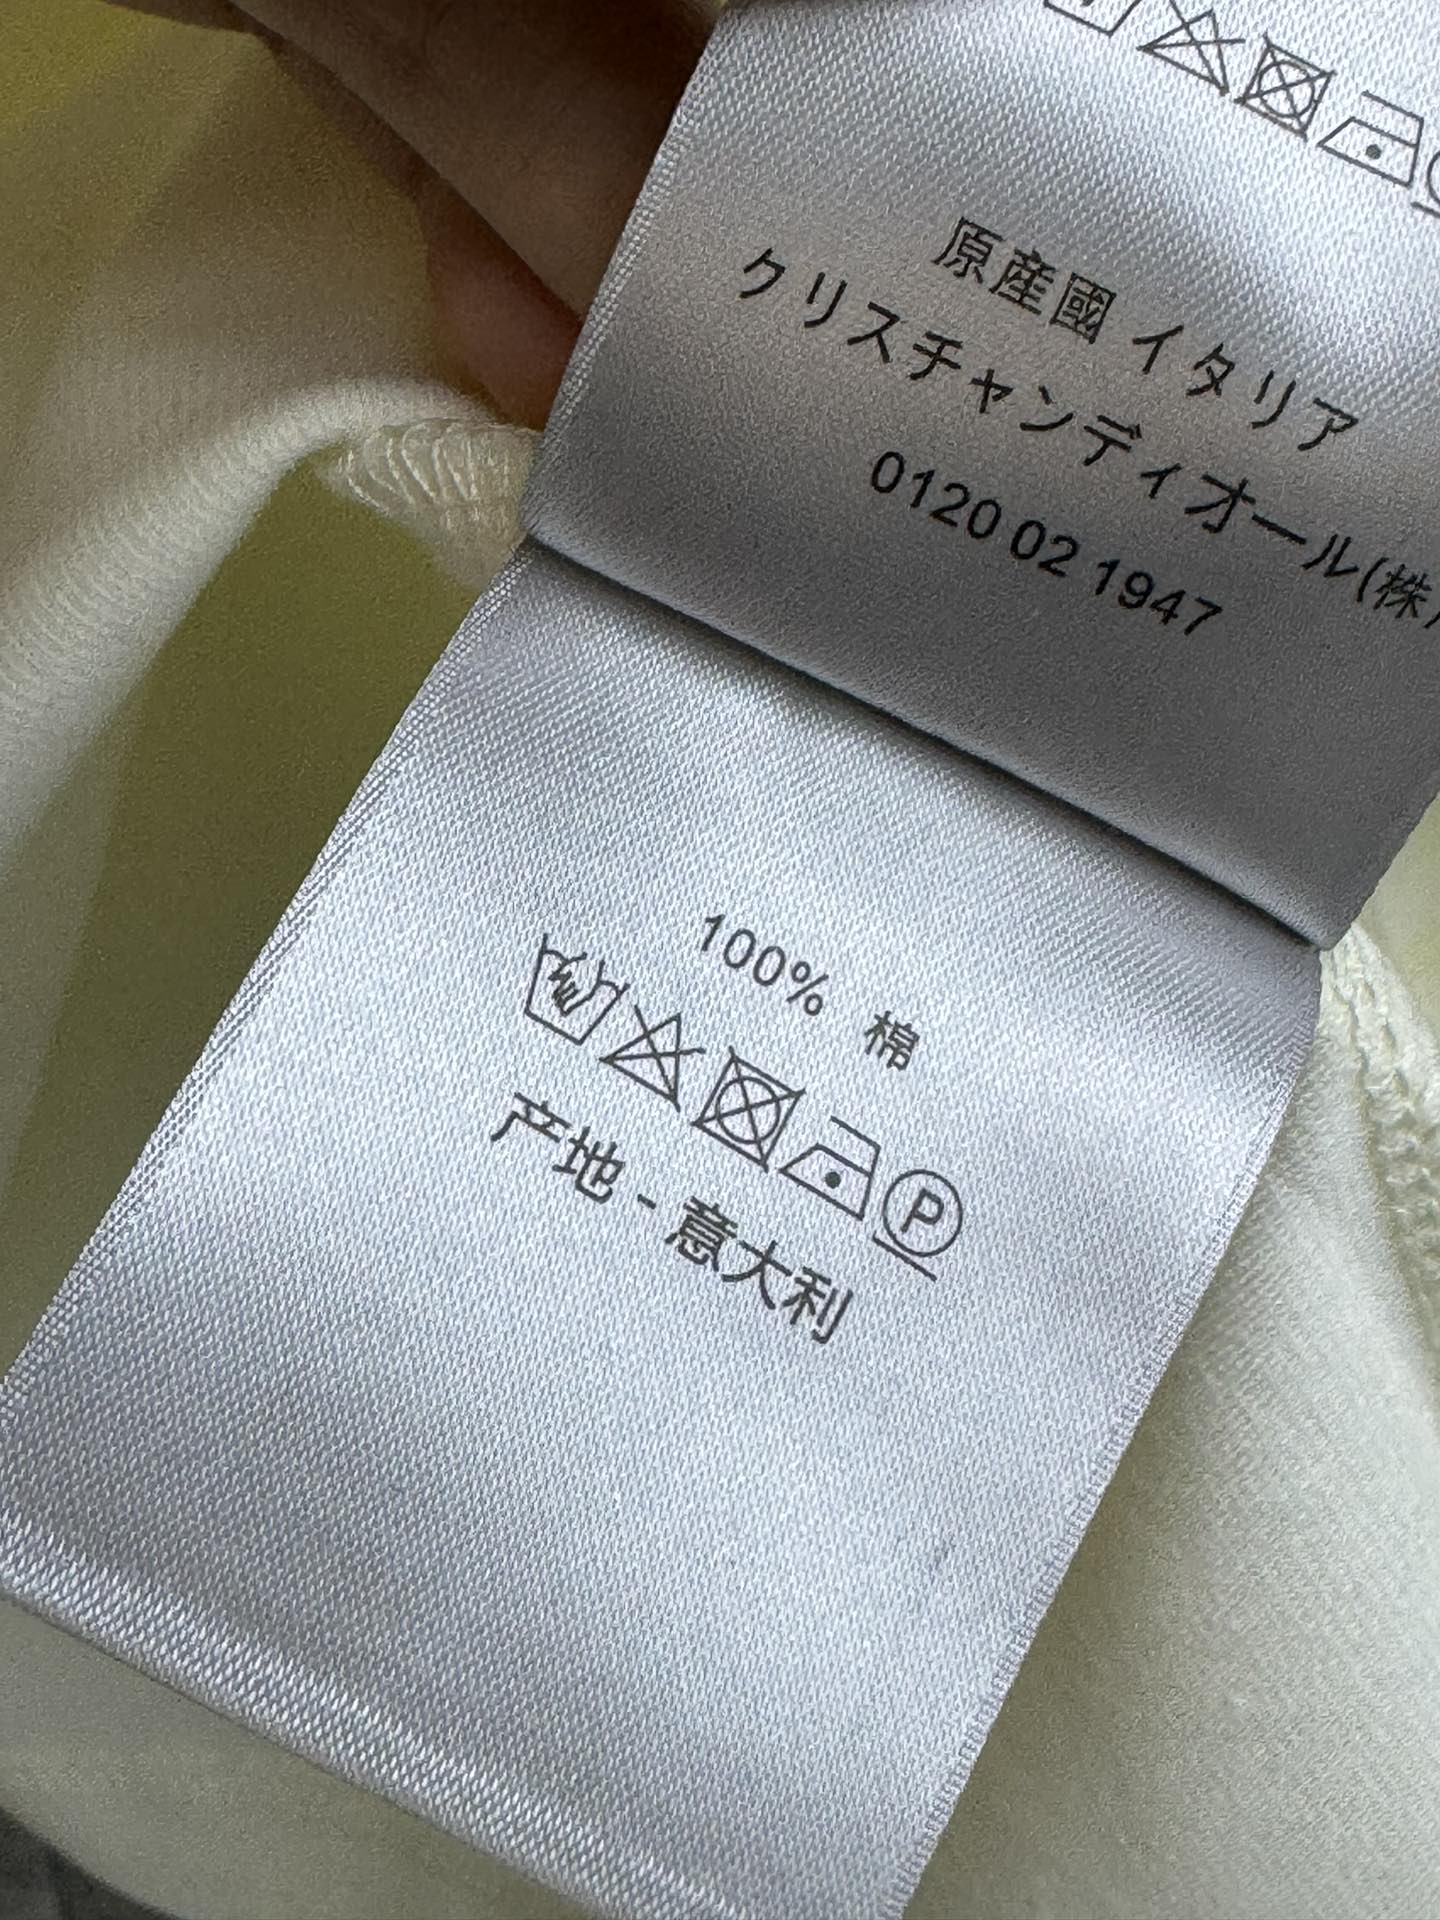 原産國 イタリア
クリスチャンディオール(株)
0120 02 1947
100% 棉
P
产地 - 意大利